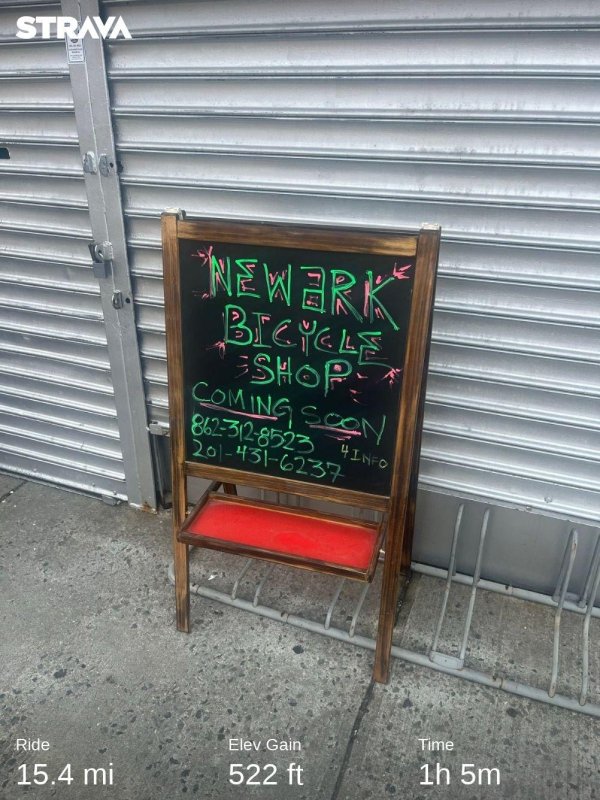 STRAVA
NEWARK
BICYCLE
SHOP
COMING SOON
862-312-8523
4 INFO
201-431-6237
Ride
15.4 mi
Elev Gain
522 ft
Time
1h 5m